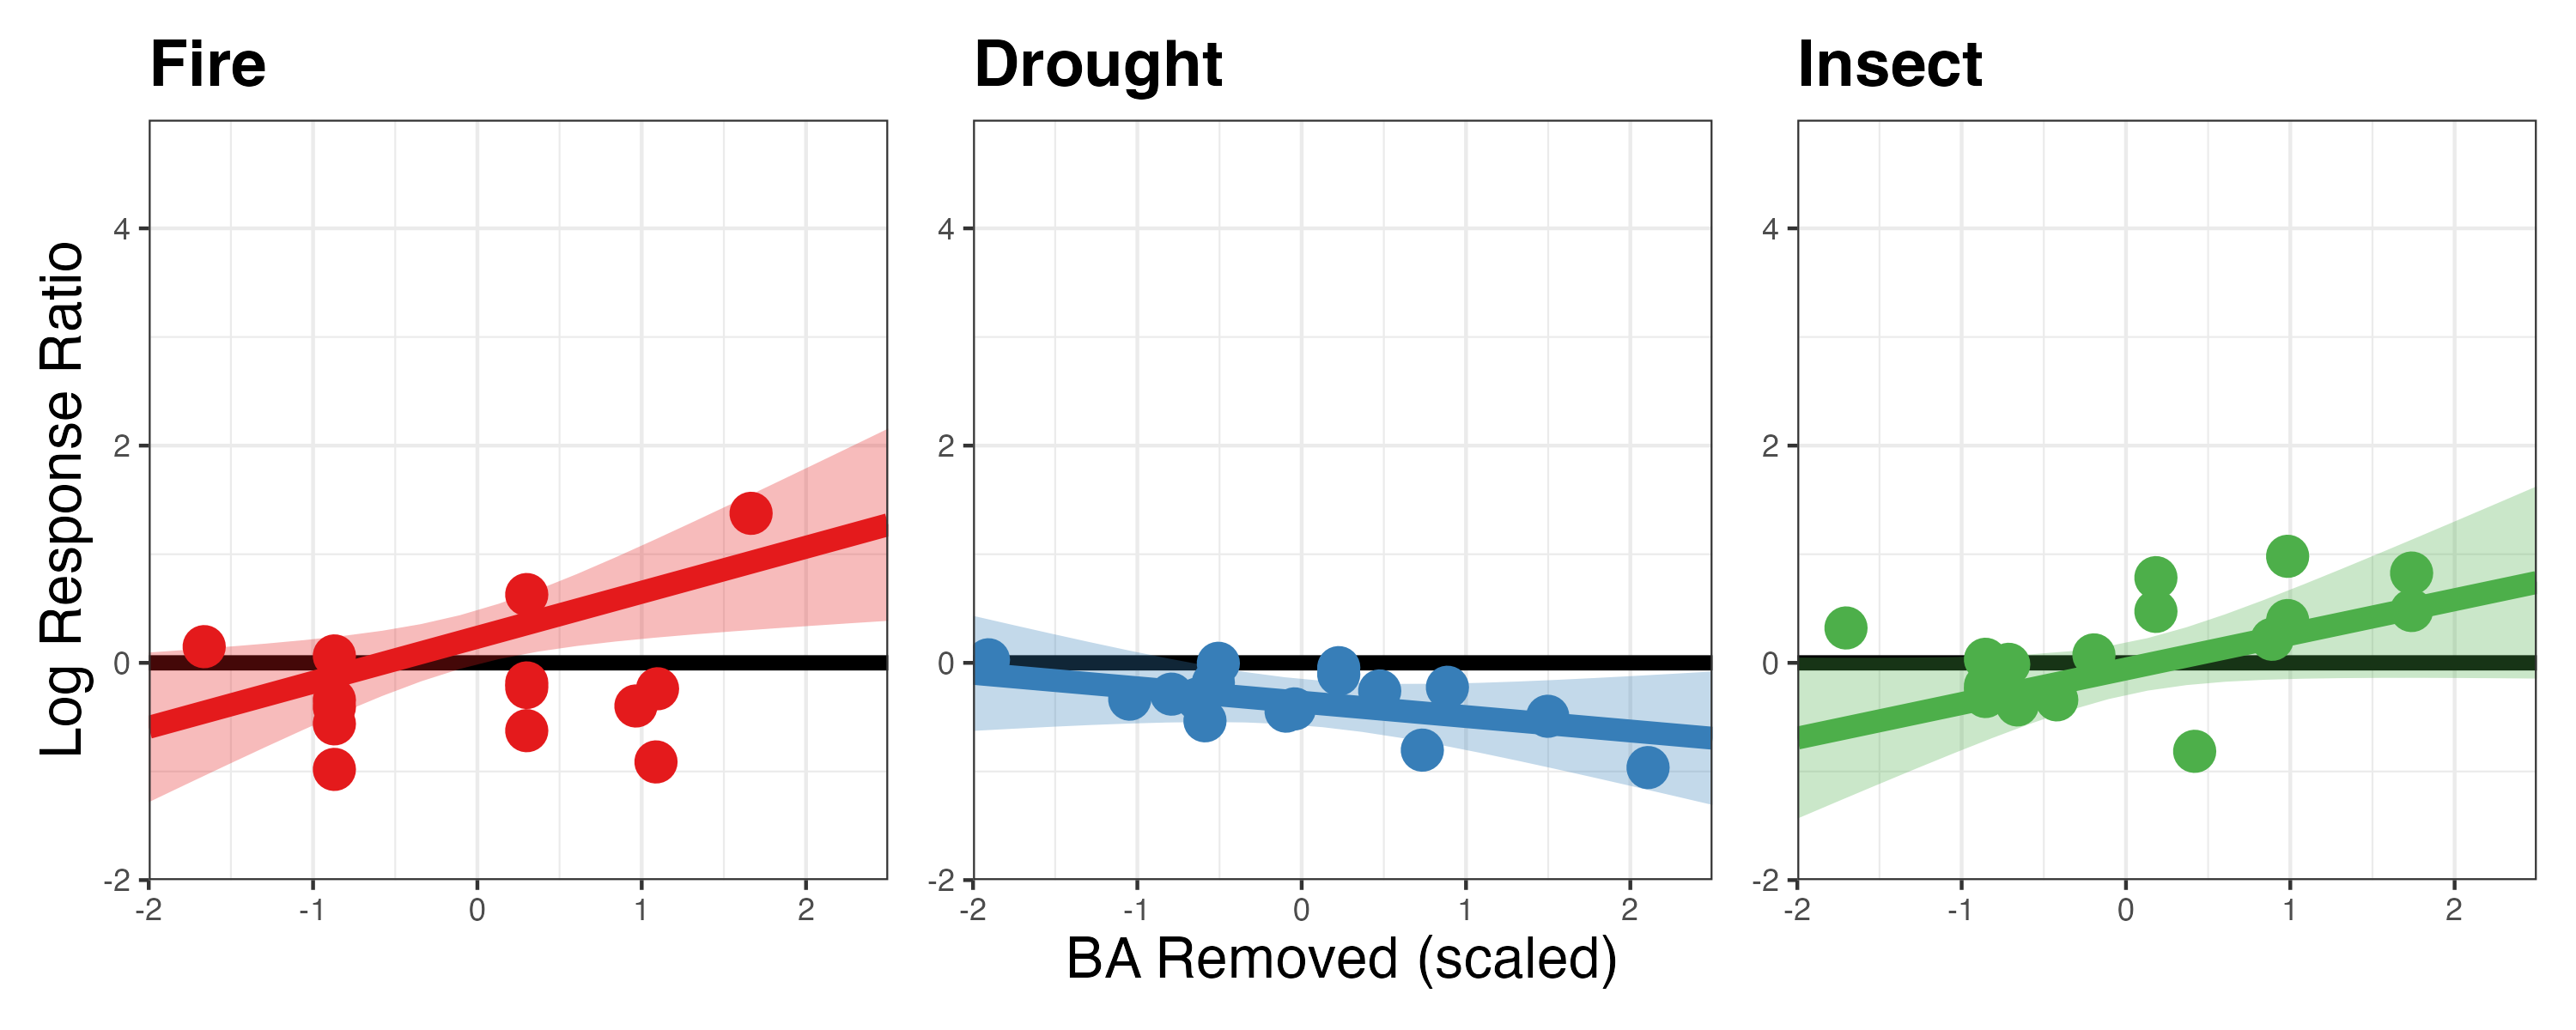 Fire Drought Insect
Log Response Ratio
4 4 4
2 2 2
0 0 0
-2 -2 -2
-2 -1 0 1 2 -2 -1 0 1 2 -2 -1 0 1 2
BA Removed (scaled)